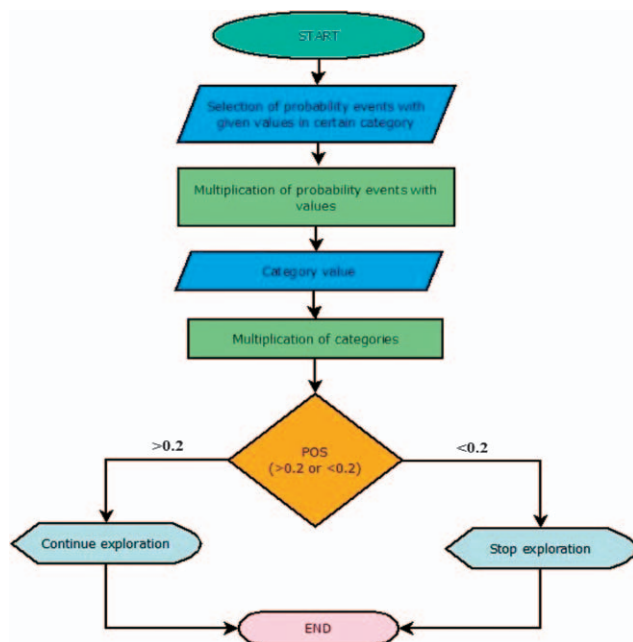 START
Selection of probability events with
given values in certain category
Multiplication of probability events with
values
Category value
Multiplication of categories
POS
(>0.2 or <0.2)
>0.2
<0.2
Continue exploration
Stop exploration
END